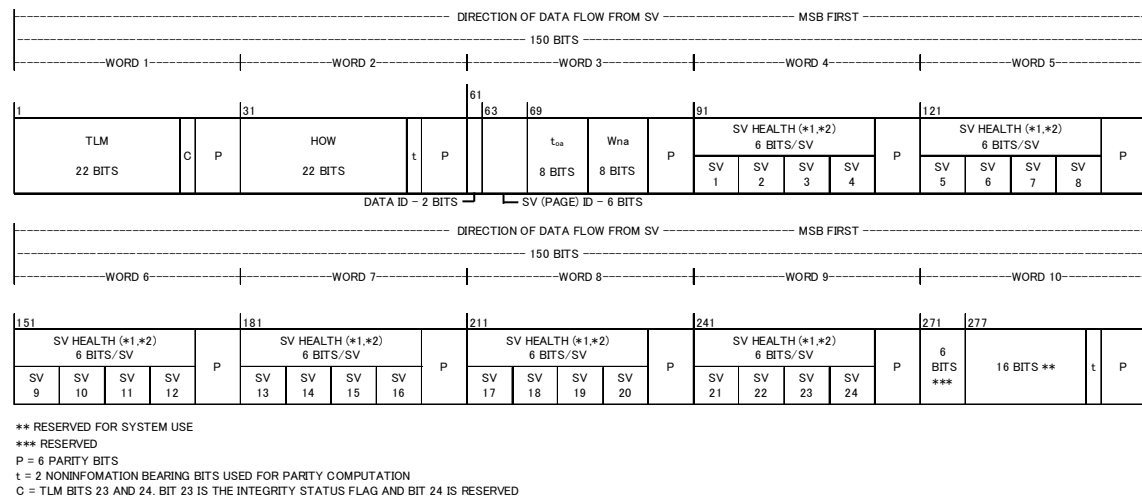 DIRECTION OF DATA FLOW FROM SV MSB FIRST
150 BITS
WORD 1 WORD 2 WORD 3 WORD 4 WORD 5
61
1 31 63 69 91 121
TLM
22 BITS
C
P
HOW
22 BITS
t
P
toa
8 BITS
Wna
8 BITS
P
SV HEALTH (*1,*2)
6 BITS/SV
SV 1
SV 2
SV 3
SV 4
P
SV HEALTH (*1,*2)
6 BITS/SV
SV 5
SV 6
SV 7
SV 8
P
DATA ID - 2 BITS
SV (PAGE) ID - 6 BITS
DIRECTION OF DATA FLOW FROM SV MSB FIRST
150 BITS
WORD 6 WORD 7 WORD 8 WORD 9 WORD 10
151 181 211 241 271 277
SV HEALTH (*1,*2)
6 BITS/SV
SV 9
SV 10
SV 11
SV 12
P
SV HEALTH (*1,*2)
6 BITS/SV
SV 13
SV 14
SV 15
SV 16
P
SV HEALTH (*1,*2)
6 BITS/SV
SV 17
SV 18
SV 19
SV 20
P
SV HEALTH (*1,*2)
6 BITS/SV
SV 21
SV 22
SV 23
SV 24
P
6
BITS
***
16 BITS **
t
P
** RESERVED FOR SYSTEM USE
*** RESERVED
P = 6 PARITY BITS
t = 2 NONINFOMATION BEARING BITS USED FOR PARITY COMPUTATION
C = TLM BITS 23 AND 24. BIT 23 IS THE INTEGRITY STATUS FLAG AND BIT 24 IS RESERVED